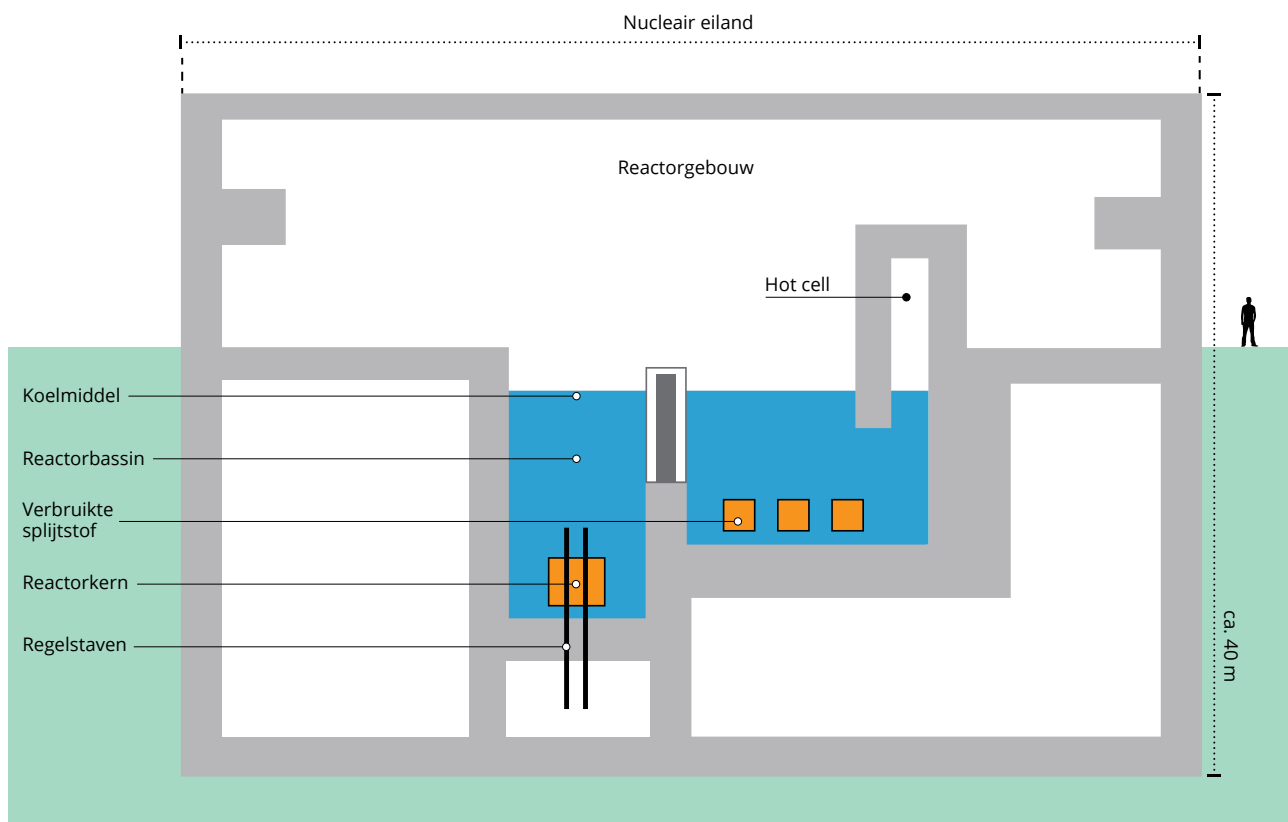 Nucleair eiland
Reactorgebouw
Hot cell
Koelmiddel
Reactorbassin
Verbruikte
splijtstof
Reactorkern
Regelstaven
ca. 40 m